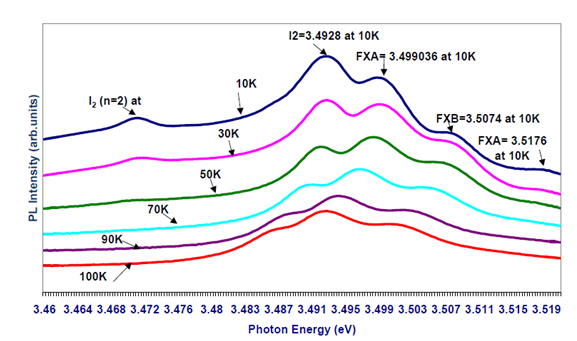 I2=3.4928 at 10K
FXA= 3.499036 at 10K
I2 (n=2) at
10K
FXB= 3.5074 at 10K
30K
FXA= 3.5176
at 10K
50K
70K
90K
100K
PL Intensity (arb.units)
3.46 3.464 3.468 3.472 3.476 3.48 3.483 3.487 3.491 3.495 3.499 3.503 3.507 3.511 3.515 3.519
Photon Energy (eV)